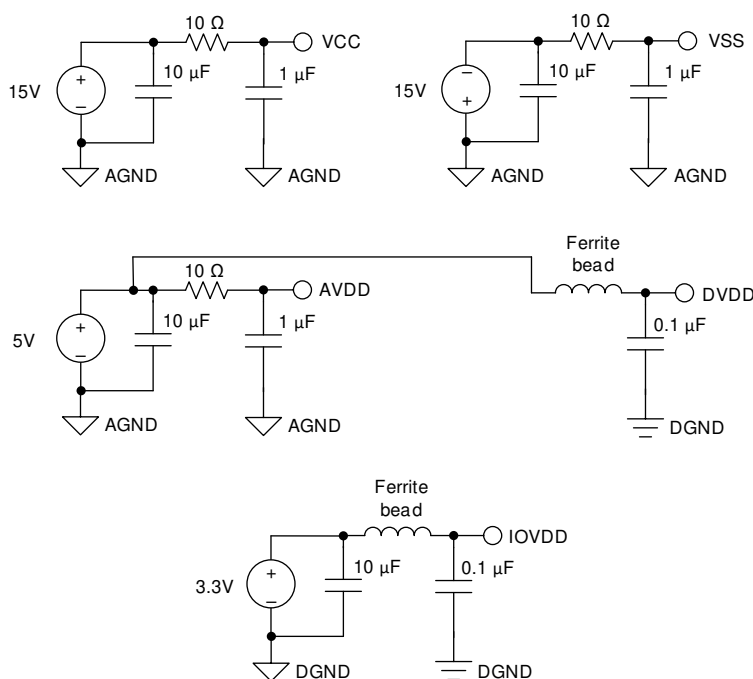 10 Ω
VCC
10 µF
1 µF
15V
+
−
AGND
AGND
10 Ω
VSS
10 µF
1 µF
15V
−
+
AGND
AGND
Ferrite
bead
10 Ω
AVDD
DVDD
10 µF
1 µF
0.1 µF
5V
+
−
AGND
AGND
DGND
Ferrite
bead
IOVDD
10 µF
0.1 µF
3.3V
+
−
DGND
DGND